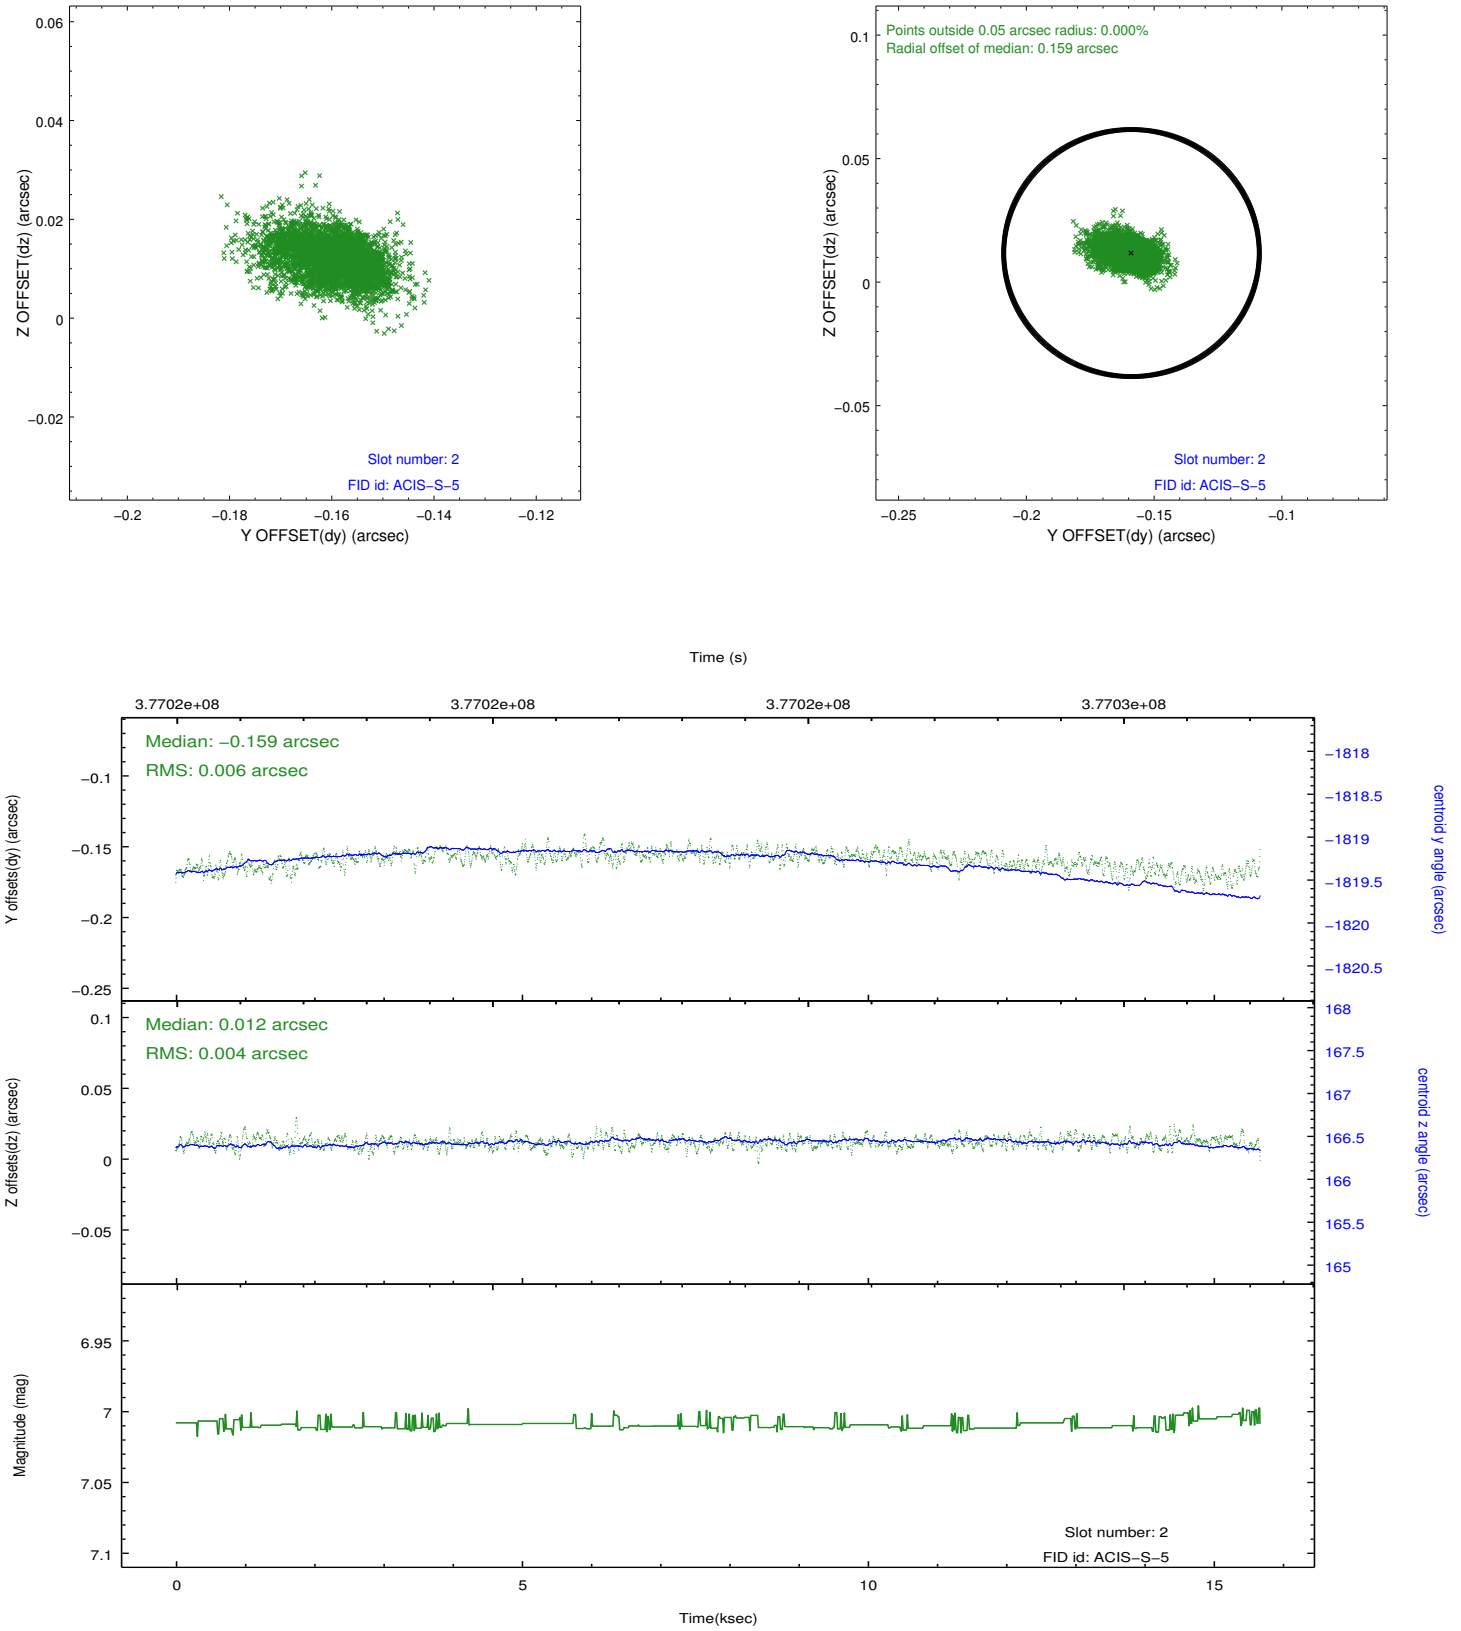 0.06
0.04
0.02
0
−0.02
Z OFFSET(dz) (arcsec)
Slot number: 2
FID id: ACIS−S−5
−0.2
−0.18
−0.16
−0.14
−0.12
Y OFFSET(dy) (arcsec)
Points outside 0.05 arcsec radius: 0.000%
Radial offset of median: 0.159 arcsec
0.1
0.05
0
−0.05
Z OFFSET(dz) (arcsec)
Slot number: 2
FID id: ACIS−S−5
−0.25
−0.2
−0.15
−0.1
Y OFFSET(dy) (arcsec)
Time (s)
3.7702e+08
3.7702e+08
3.7702e+08
3.7703e+08
Median: −0.159 arcsec
RMS: 0.006 arcsec
−0.1
−0.15
−0.2
−0.25
Y offsets(dy) (arcsec)
−1818
−1818.5
−1819
−1819.5
−1820
−1820.5
centroid y angle (arcsec)
Median: 0.012 arcsec
RMS: 0.004 arcsec
0.1
0.05
0
−0.05
Z offsets(dz) (arcsec)
168
167.5
167
166.5
166
165.5
165
centroid z angle (arcsec)
6.95
7
7.05
7.1
Magnitude (mag)
Slot number: 2
FID id: ACIS−S−5
0
5
10
15
Time(ksec)